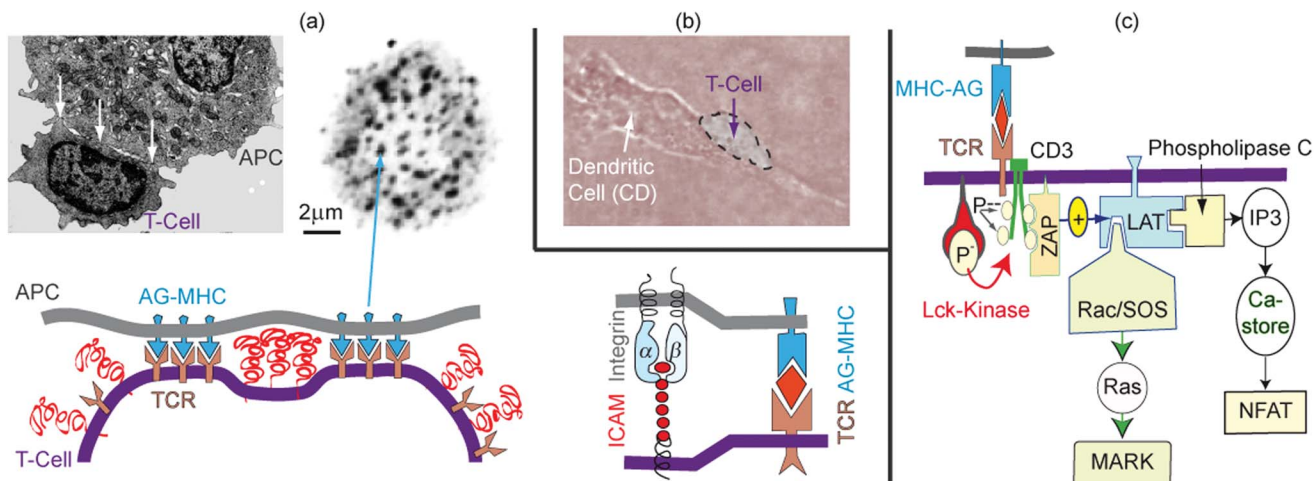 (a)
APC
T-Cell
2μm
APC
AG-MHC
TCR
T-Cell
(b)
T-Cell
Dendritic
Cell (CD)
ICAM
Integrin
α
β
TCR AG-MHC
(c)
MHC-AG
TCR
CD3
Phospholipase C
P--
P-
ZAP
+
LAT
IP3
Lck-Kinase
Rac/SOS
Ca-
store
Ras
NFAT
MARK